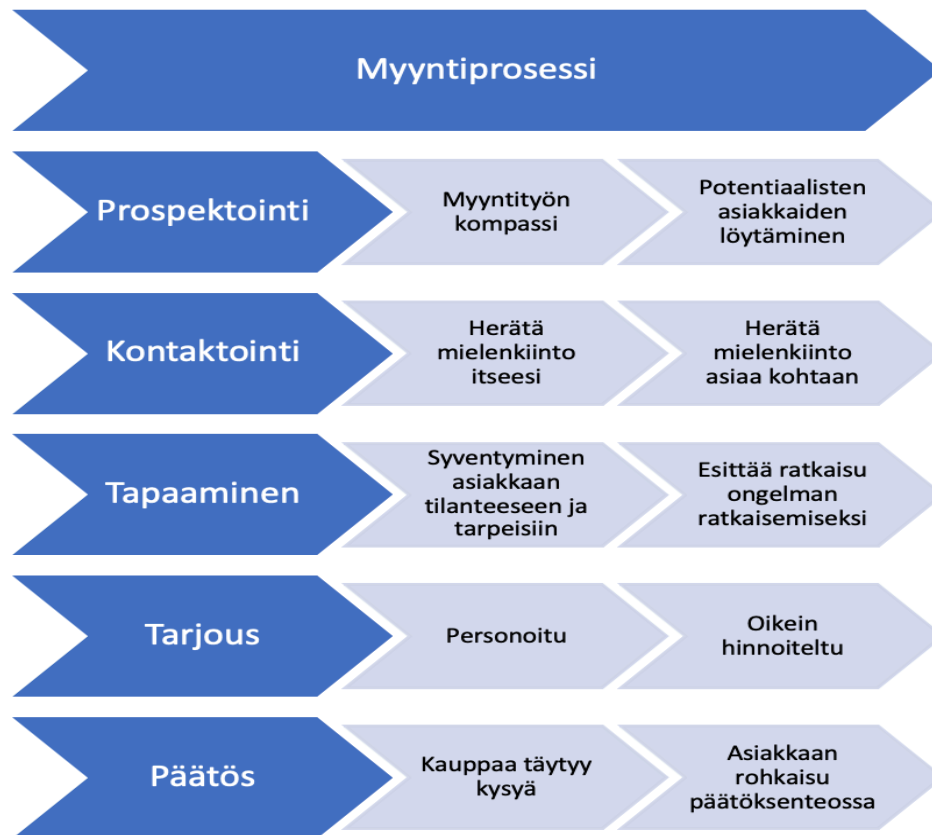 Myyntiprosessi
Prospektointi
Myyntityön
kompassi
Potentiaalisten
asiakkaiden
löytäminen
Kontaktointi
Herätä
mielenkiinto
itseesi
Herätä
mielenkiinto
asiaa kohtaan
Tapaaminen
Syventyminen
asiakkaan
tilanteeseen ja
tarpeisiin
Esittää ratkaisu
ongelman
ratkaisemiseksi
Tarjous
Personoitu
Oikein
hinnoiteltu
Päätös
Kauppaa täytyy
kysyä
Asiakkaan
rohkaisu
päätöksenteossa